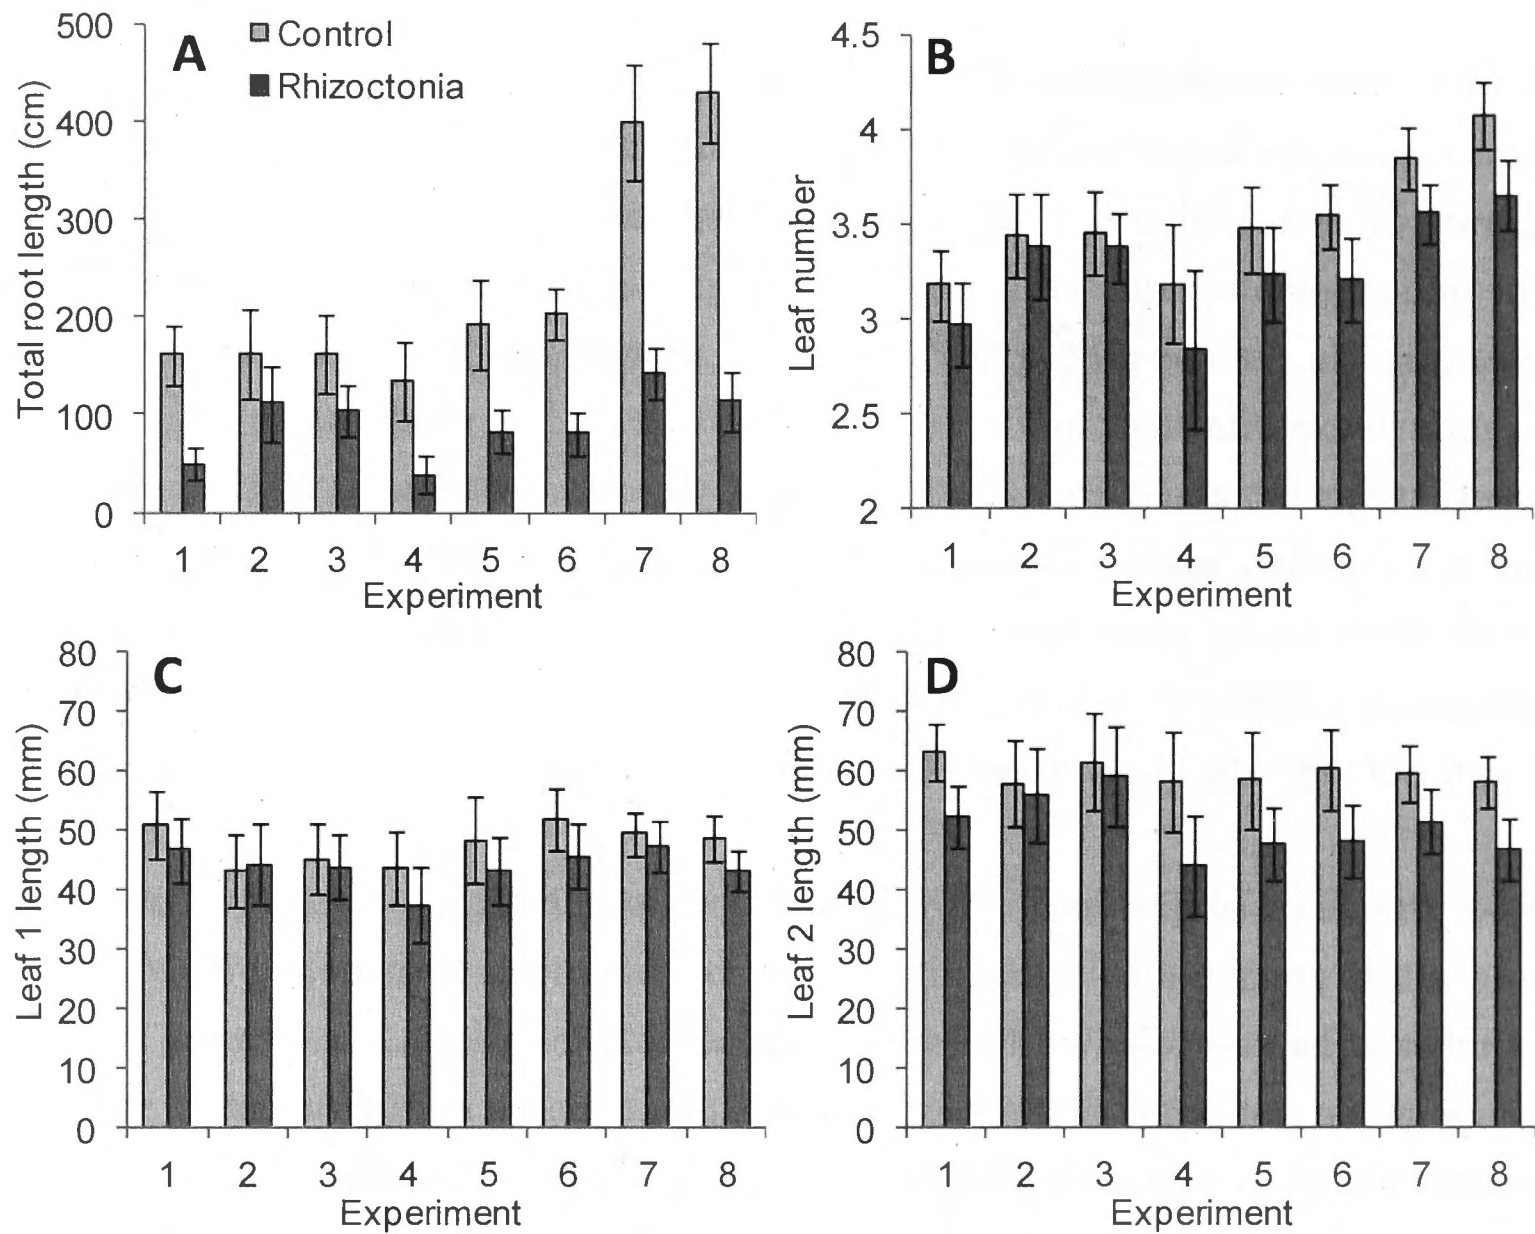 A
Control
Rhizoctonia
Total root length (cm)
500
400
300
200
100
0
1 2 3 4 5 6 7 8
Experiment
B
Leaf number
4.5
4
3.5
3
2.5
2
1 2 3 4 5 6 7 8
Experiment
C
Leaf 1 length (mm)
80
70
60
50
40
30
20
10
0
1 2 3 4 5 6 7 8
Experiment
D
Leaf 2 length (mm)
80
70
60
50
40
30
20
10
0
1 2 3 4 5 6 7 8
Experiment